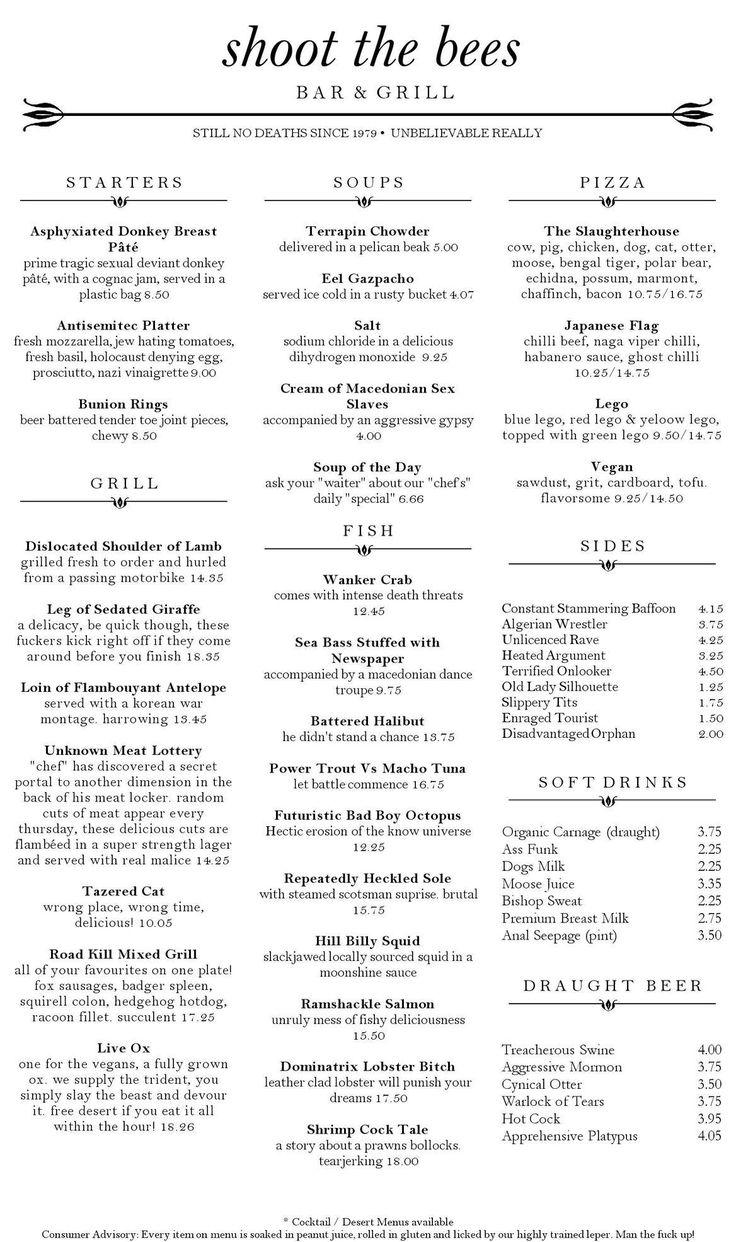 shoot the bees
BAR & GRILL
STILL NO DEATHS SINCE 1979 • UNBELIEVABLE REALLY
STARTERS
Asphyxiated Donkey Breast
Pâté
prime tragic sexual deviant donkey
pâté, with a cognac jam, served in a
plastic bag 8.50
Antisemitec Platter
fresh mozzarella, jew hating tomatoes,
fresh basil, holocaust denying egg,
prosciutto, nazi vinaigrette 9.00
Bunion Rings
beer battered tender toe joint pieces,
chewy 8.50
GRILL
Dislocated Shoulder of Lamb
grilled fresh to order and hurled
from a passing motorbike 14.35
Leg of Sedated Giraffe
a delicacy, be quick though, these
fuckers kick right off if they come
around before you finish 18.35
Loin of Flambouyant Antelope
served with a korean war
montage. harrowing 13.45
Unknown Meat Lottery
"chef" has discovered a secret
portal to another dimension in the
back of his meat locker. random
cuts of meat appear every
thursday, these delicious cuts are
flambéed in a super strength lager
and served with real malice 14.25
Tazered Cat
wrong place, wrong time,
delicious! 10.05
Road Kill Mixed Grill
all of your favourites on one plate!
fox sausages, badger spleen,
squirell colon, hedgehog hotdog,
racoon fillet. succulent 17.25
Live Ox
one for the vegans, a fully grown
ox. we supply the trident, you
simply slay the beast and devour
it. free desert if you eat it all
within the hour! 18.26
SOUPS
Terrapin Chowder
delivered in a pelican beak 5.00
Eel Gazpacho
served ice cold in a rusty bucket 4.07
Salt
sodium chloride in a delicious
dihydrogen monoxide 9.25
Cream of Macedonian Sex
Slaves
accompanied by an aggressive gypsy
4.00
Soup of the Day
ask your "waiter" about our "chef's"
daily "special" 6.66
FISH
Wanker Crab
comes with intense death threats
12.45
Sea Bass Stuffed with
Newspaper
accompanied by a macedonian dance
troupe 9.75
Battered Halibut
he didn't stand a chance 13.75
Power Trout Vs Macho Tuna
let battle commence 16.75
Futuristic Bad Boy Octopus
Hectic erosion of the know universe
12.25
Repeatedly Heckled Sole
with steamed scotsman suprise. brutal
15.75
Hill Billy Squid
slackjawed locally sourced squid in a
moonshine sauce
Ramshackle Salmon
unruly mess of fishy deliciousness
15.50
Dominatrix Lobster Bitch
leather clad lobster will punish your
dreams 17.50
Shrimp Cock Tale
a story about a prawns bollocks.
tearjerking 18.00
PIZZA
The Slaughterhouse
cow, pig, chicken, dog, cat, otter,
moose, bengal tiger, polar bear,
echidna, possum, marmont,
chaffinch, bacon 10.75/16.75
Japanese Flag
chilli beef, naga viper chilli,
habanero sauce, ghost chilli
10.25/14.75
Lego
blue lego, red lego & yeloow lego,
topped with green lego 9.50/14.75
Vegan
sawdust, grit, cardboard, tofu.
flavorsome 9.25/14.50
SIDES
Constant Stammering Baffoon 4.15
Algerian Wrestler 3.75
Unlicenced Rave 4.25
Heated Argument 3.25
Terrified Onlooker 4.50
Old Lady Silhouette 1.25
Slippery Tits 1.75
Enraged Tourist 1.50
Disadvantaged Orphan 2.00
SOFT DRINKS
Organic Carnage (draught) 3.75
Ass Funk 2.25
Dogs Milk 2.25
Moose Juice 3.35
Bishop Sweat 2.25
Premium Breast Milk 2.75
Anal Seepage (pint) 3.50
DRAUGHT BEER
Treacherous Swine 4.00
Aggressive Mormon 3.75
Cynical Otter 3.50
Warlock of Tears 3.75
Hot Cock 3.95
Apprehensive Platypus 4.05
* Cocktail / Desert Menus available
Consumer Advisory: Every item on menu is soaked in peanut juice, rolled in gluten and licked by our highly trained leper. Man the fuck up!